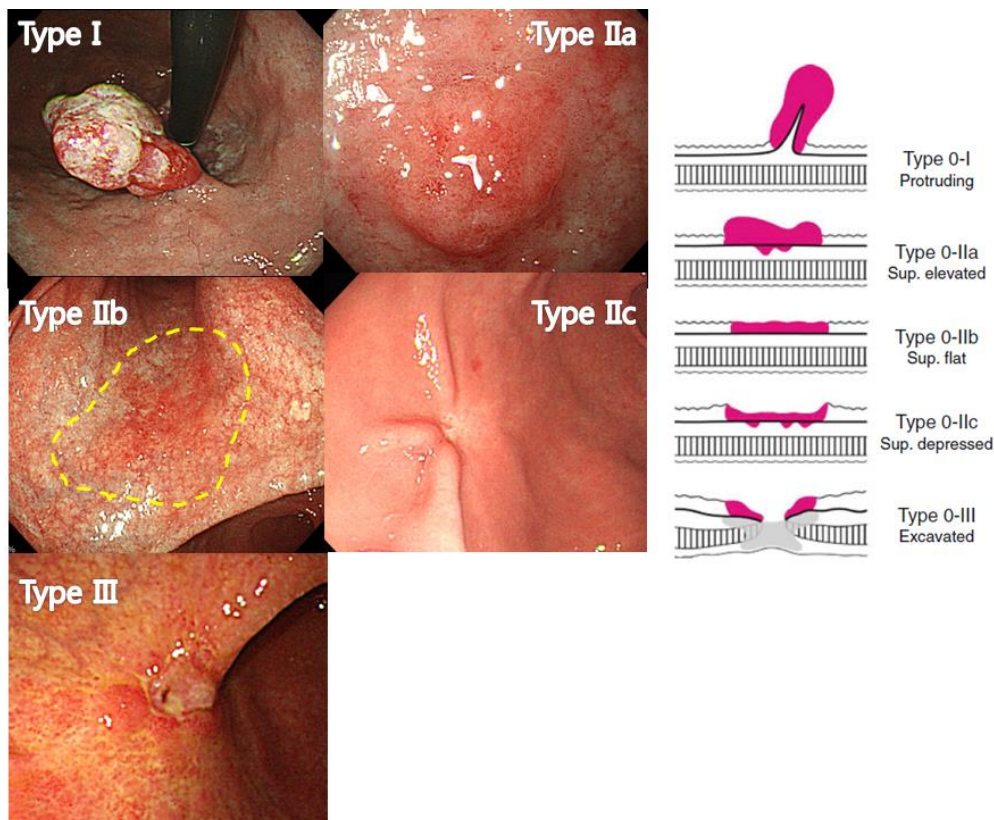 Type I
Type IIa
Type IIb
Type IIc
Type III
Type 0-I
Protruding
Type 0-IIa
Sup. elevated
Type 0-IIb
Sup. flat
Type 0-IIc
Sup. depressed
Type 0-III
Excavated